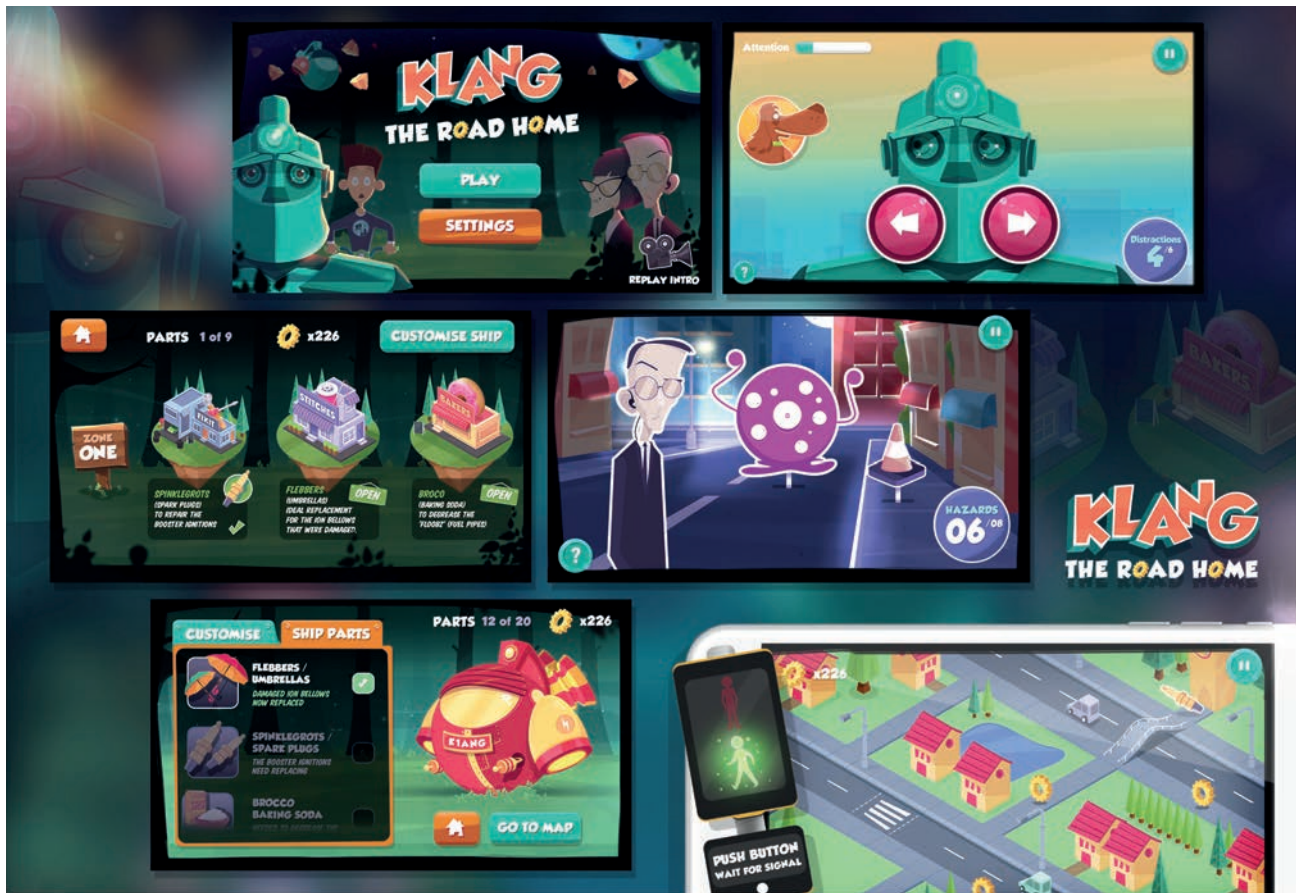 KLANG
THE ROAD HOME
PLAY
SETTINGS
REPLAY INTRO
Attention
?
Distractions
4/6
PARTS 1 of 9
x226
CUSTOMISE SHIP
ZONE
ONE
FIXIT
STITCHES
BAKERS
SPINKLEGROTS
(SPARK PLUGS)
TO REPAIR THE
BOOSTER IGNITIONS
FLEBBERS
(UMBRELLAS)
IDEAL REPLACEMENT
FOR THE ION BELLOWS
THAT WERE DAMAGED.
OPEN
BROCO
(BAKING SODA)
TO DECREASE THE
'FLOOBZ' (FUEL PIPES)
OPEN
?
HAZARDS
06/08
BAKERS
KLANG
THE ROAD HOME
CUSTOMISE
SHIP PARTS
PARTS 12 of 20
x226
FLEBBERS /
UMBRELLAS
DAMAGED ION BELLOWS
NOW REPLACED
SPINKLEGROTS /
SPARK PLUGS
THE BOOSTER IGNITIONS
NEED REPLACING
BROCCO
BAKING SODA
K1ANG
GO TO MAP
x226
PUSH BUTTON
WAIT FOR SIGNAL